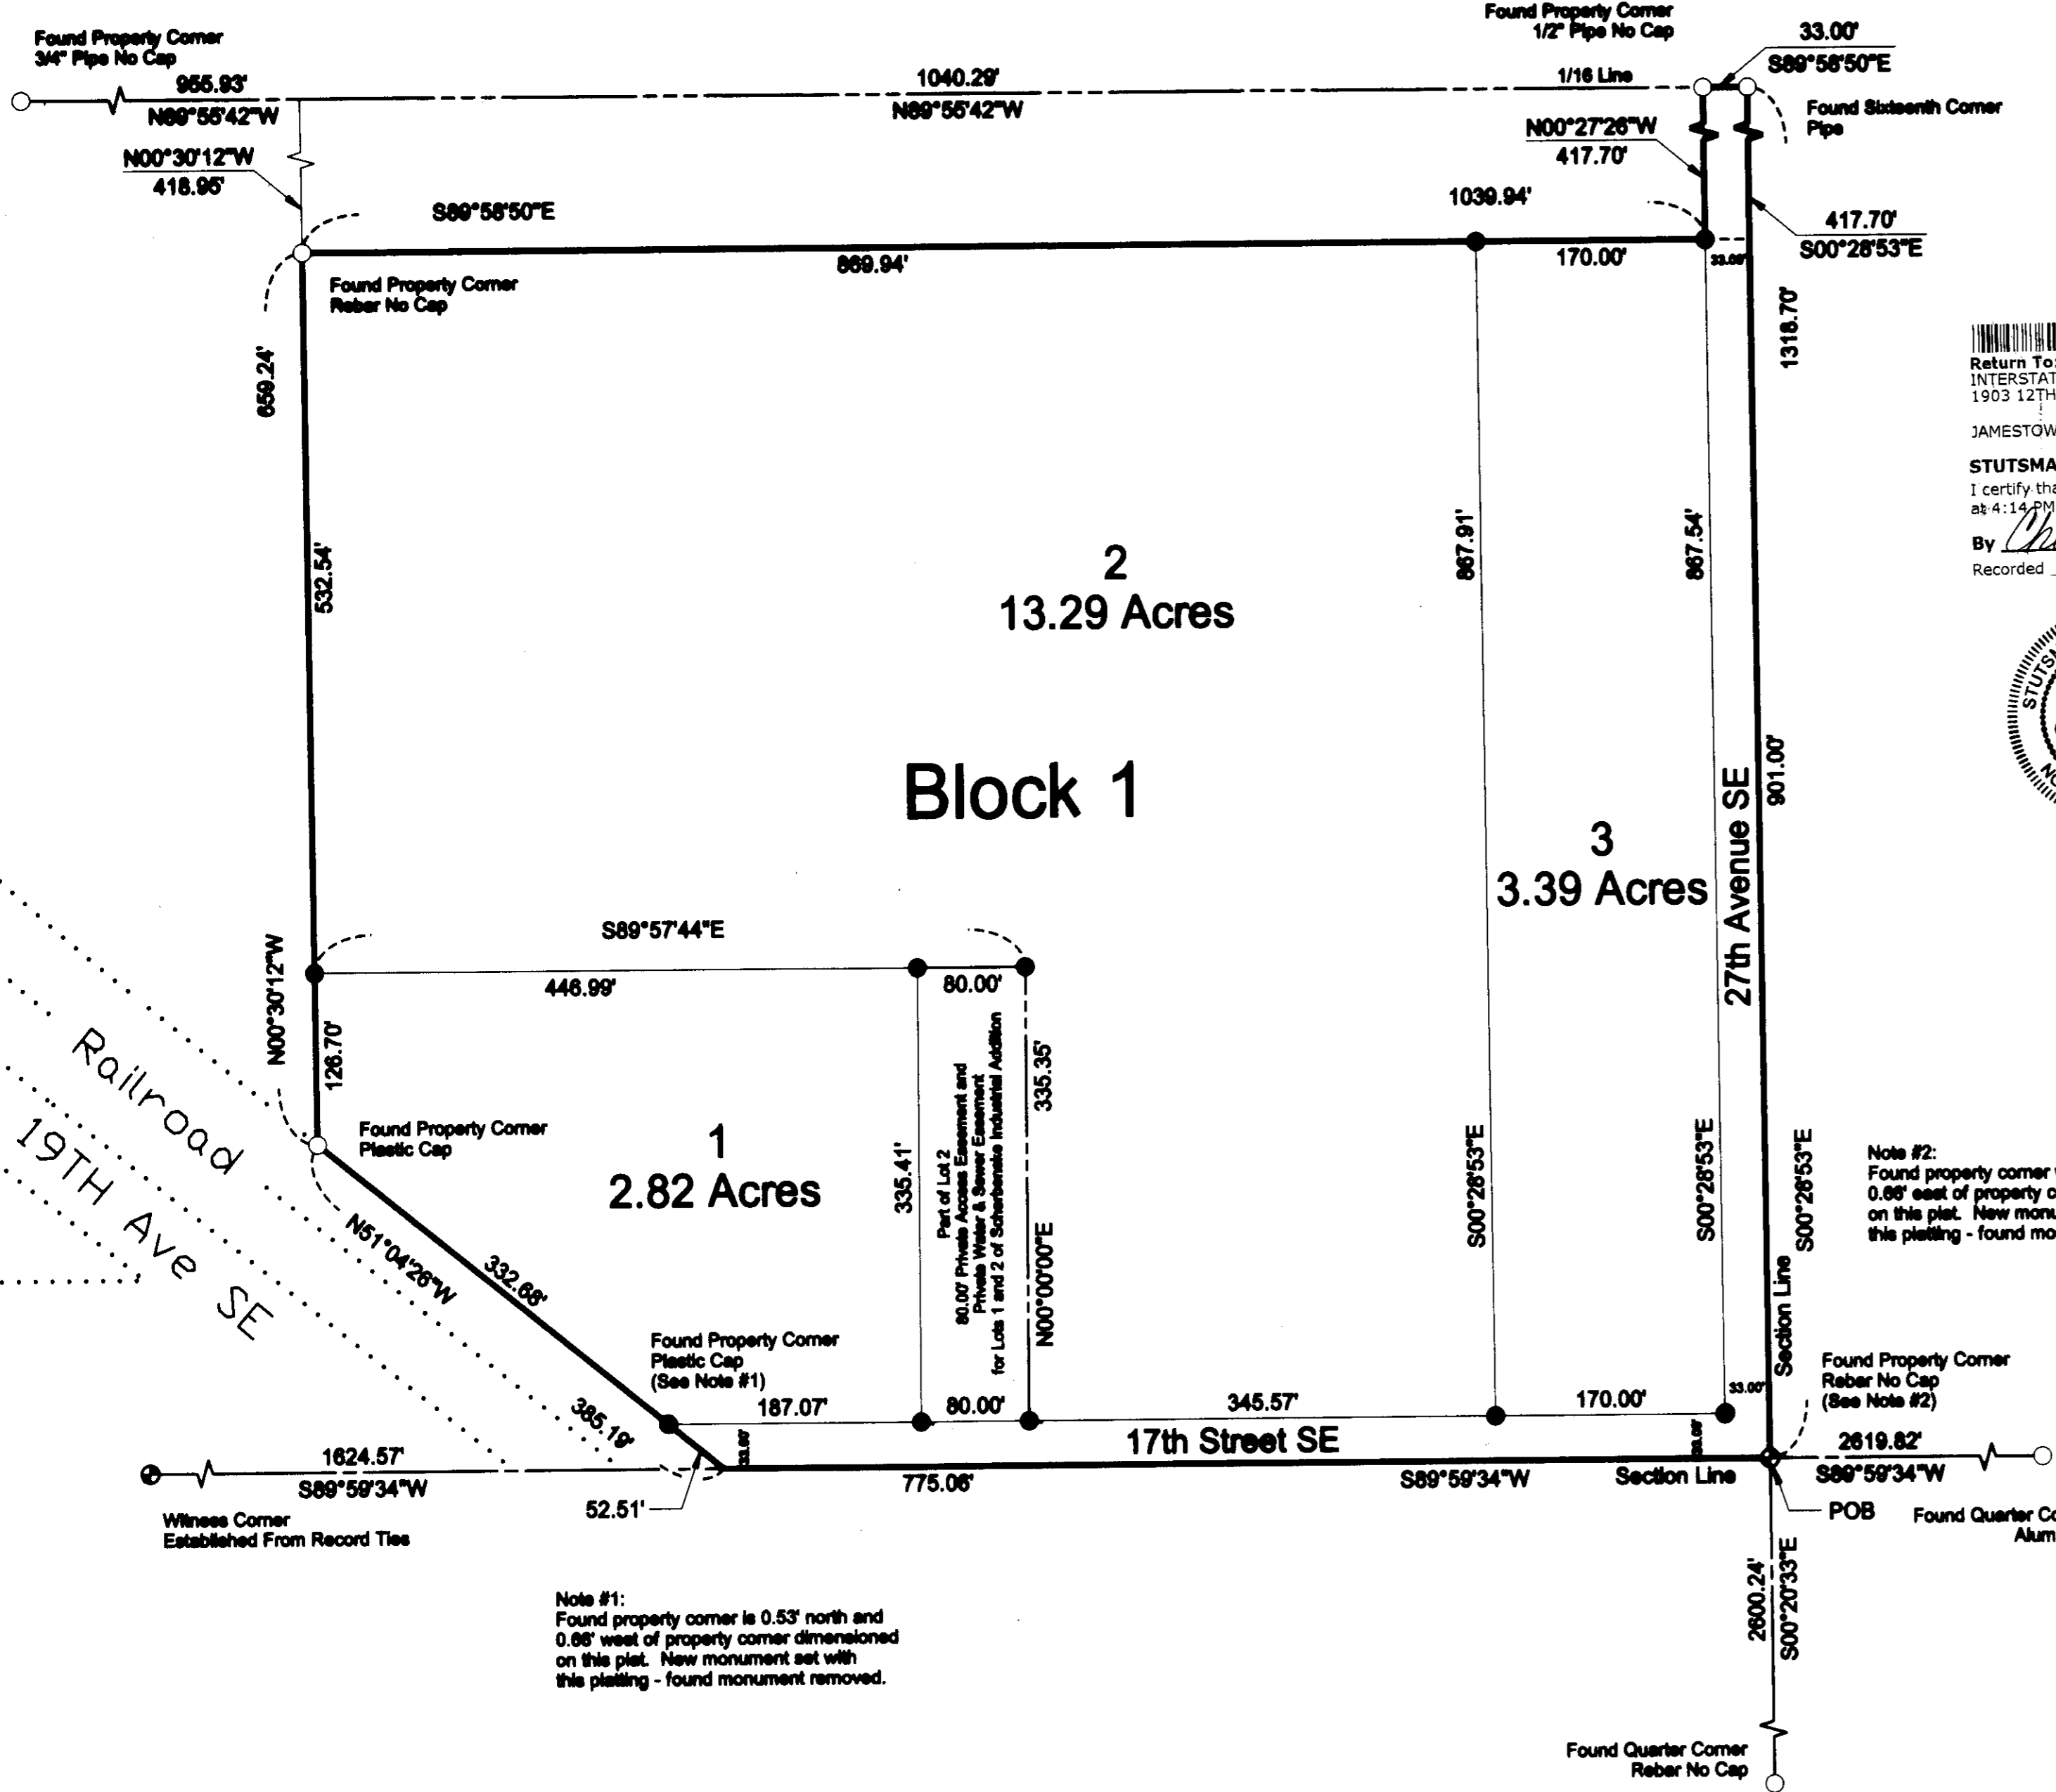 Found Property Corner
3/4" Pipe No Cap
955.93'
N89°55'42"W
1040.29'
N89°55'42"W
1/16 Line
Found Property Corner
1/2" Pipe No Cap
33.00'
S89°58'50"E
Found Sixteenth Corner
Pipe
N00°30'12"W
418.95'
N00°27'26"W
417.70'
S89°58'50"E
1039.94'
417.70'
S00°28'53"E
869.94'
170.00'
33.00'
Found Property Corner
Rebar No Cap
659.24'
1318.70'
Return To:
INTERSTAT
1903 12TH
JAMESTOW
STUTSMA
I certify tha
at 4:14 PM
By
Recorded
STUTSM
NO
532.54'
867.91'
867.54'
2
13.29 Acres
Block 1
901.00'
27th Avenue SE
3
3.39 Acres
S89°57'44"E
446.99'
80.00'
N00°30'12"W
126.70'
Railroad
19TH Ave SE
Found Property Corner
Plastic Cap
1
2.82 Acres
335.41'
Part of Lot 2
80.00' Private Access Easement and
Private Water & Sewer Easement
for Lots 1 and 2 of Scherbenske Industrial Addition
335.35'
N00°00'00"E
S00°28'53"E
S00°28'53"E
S00°28'53"E
Note #2:
Found property corner
0.66' east of property c
on this plat. New monu
this platting - found mo
N51°04'26"W
332.68'
385.19'
Found Property Corner
Plastic Cap
(See Note #1)
Section Line
Found Property Corner
Rebar No Cap
(See Note #2)
187.07'
80.00'
345.57'
170.00'
33.00'
33.00'
33.00'
17th Street SE
1624.57'
S89°59'34"W
775.06'
S89°59'34"W
Section Line
2619.82'
S89°59'34"W
52.51'
POB
Witness Corner
Established From Record Ties
Found Quarter Co
Alum
2600.24'
S00°20'33"E
Note #1:
Found property corner is 0.53' north and
0.66' west of property corner dimensioned
on this plat. New monument set with
this platting - found monument removed.
Found Quarter Corner
Rebar No Cap